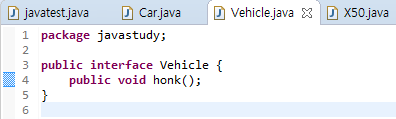 javatest.java Car.java Vehicle.java X50.java
1 package javastudy;
2
3 public interface Vehicle {
4 public void honk();
5 }
6